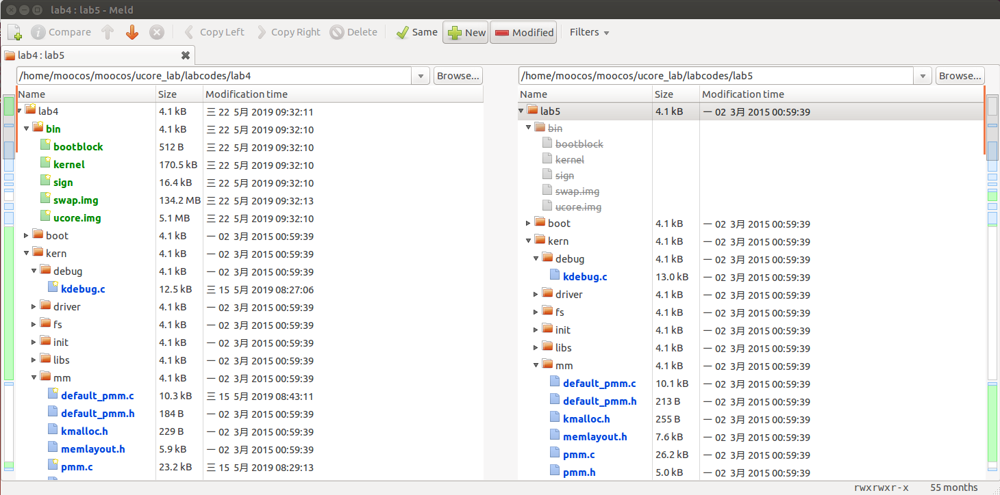 lab4 : lab5 - Meld
Compare Copy Left Copy Right Delete Same New Modified Filters
lab4 : lab5
/home/moocos/moocos/ucore_lab/labcodes/lab4 Browse... /home/moocos/moocos/ucore_lab/labcodes/lab5 Browse...
Name Size Modification time Name Size Modification time
lab4 4.1 kB 三 22 5月 2019 09:32:11 lab5 4.1 kB 一 02 3月 2015 00:59:39
bin 4.1 kB 三 22 5月 2019 09:32:10 bin
bootblock 512 B 三 22 5月 2019 09:32:10 bootblock
kernel 170.5 kB 三 22 5月 2019 09:32:10 kernel
sign 16.4 kB 三 22 5月 2019 09:32:10 sign
swap.img 134.2 MB 三 22 5月 2019 09:32:13 swap.img
ucore.img 5.1 MB 三 22 5月 2019 09:32:10 ucore.img
boot 4.1 kB 一 02 3月 2015 00:59:39 boot 4.1 kB 一 02 3月 2015 00:59:39
kern 4.1 kB 一 02 3月 2015 00:59:39 kern 4.1 kB 一 02 3月 2015 00:59:39
debug 4.1 kB 一 02 3月 2015 00:59:39 debug 4.1 kB 一 02 3月 2015 00:59:39
kdebug.c 12.5 kB 三 15 5月 2019 08:27:06 kdebug.c 13.0 kB 一 02 3月 2015 00:59:39
driver 4.1 kB 一 02 3月 2015 00:59:39 driver 4.1 kB 一 02 3月 2015 00:59:39
fs 4.1 kB 一 02 3月 2015 00:59:39 fs 4.1 kB 一 02 3月 2015 00:59:39
init 4.1 kB 一 02 3月 2015 00:59:39 init 4.1 kB 一 02 3月 2015 00:59:39
libs 4.1 kB 一 02 3月 2015 00:59:39 libs 4.1 kB 一 02 3月 2015 00:59:39
mm 4.1 kB 一 02 3月 2015 00:59:39 mm 4.1 kB 一 02 3月 2015 00:59:39
default_pmm.c 10.3 kB 三 15 5月 2019 08:43:11 default_pmm.c 10.1 kB 一 02 3月 2015 00:59:39
default_pmm.h 184 B 一 02 3月 2015 00:59:39 default_pmm.h 213 B 一 02 3月 2015 00:59:39
kmalloc.h 229 B 一 02 3月 2015 00:59:39 kmalloc.h 255 B 一 02 3月 2015 00:59:39
memlayout.h 5.9 kB 一 02 3月 2015 00:59:39 memlayout.h 7.6 kB 一 02 3月 2015 00:59:39
pmm.c 23.2 kB 三 15 5月 2019 08:29:13 pmm.c 26.2 kB 一 02 3月 2015 00:59:39
pmm.h 5.0 kB 一 02 3月 2015 00:59:39
rwxrwxr-x 55 months